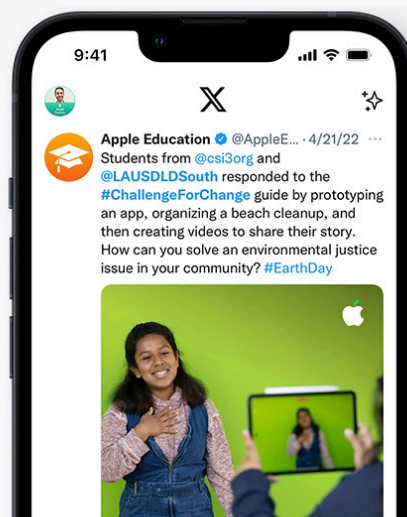 9:41
Apple Education @AppleE... · 4/21/22 ...
Students from @csi3org and
@LAUSDLDSouth responded to the
#ChallengeForChange guide by prototyping
an app, organizing a beach cleanup, and
then creating videos to share their story.
How can you solve an environmental justice
issue in your community? #EarthDay